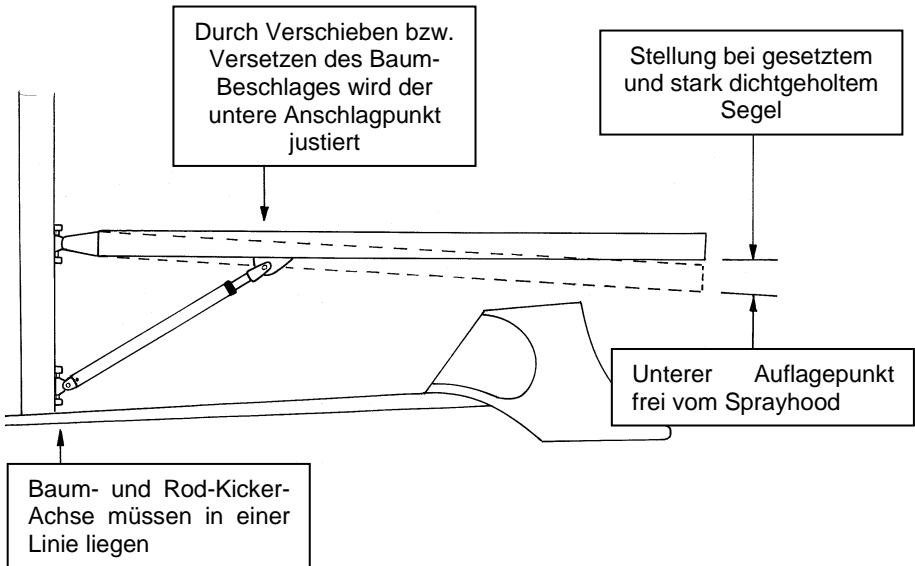 Durch Verschieben bzw.
Versetzen des Baum-
Beschlages wird der
untere Anschlagpunkt
justiert
Stellung bei gesetztem
und stark dichtgeholtem
Segel
Unterer Auflagepunkt
frei vom Sprayhood
Baum- und Rod-Kicker-
Achse müssen in einer
Linie liegen